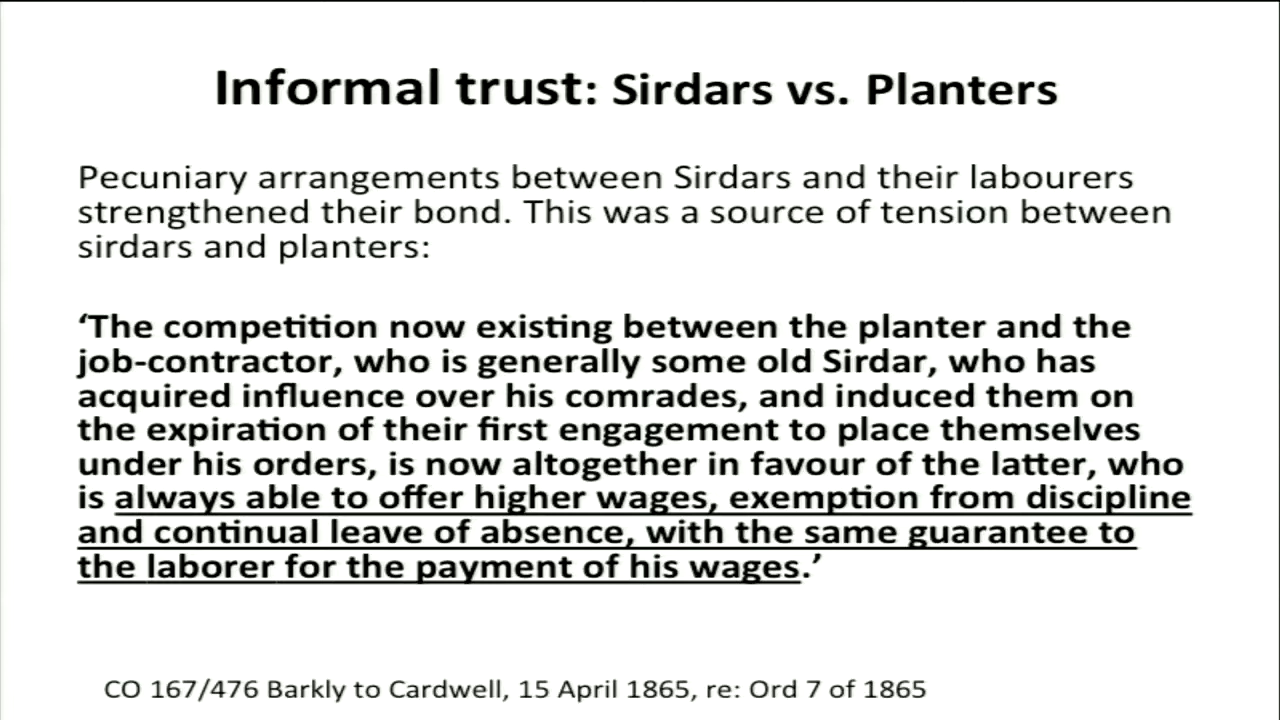 Informal trust: Sirdars vs. Planters
Pecuniary arrangements between Sirdars and their labourers
strengthened their bond. This was a source of tension between
sirdars and planters:
‘The competition now existing between the planter and the
job-contractor, who is generally some old Sirdar, who has
acquired influence over his comrades, and induced them on
the expiration of their first engagement to place themselves
under his orders, is now altogether in favour of the latter, who
is always able to offer higher wages, exemption from discipline
and continual leave of absence, with the same guarantee to
the laborer for the payment of his wages.’
CO 167/476 Barkly to Cardwell, 15 April 1865, re: Ord 7 of 1865